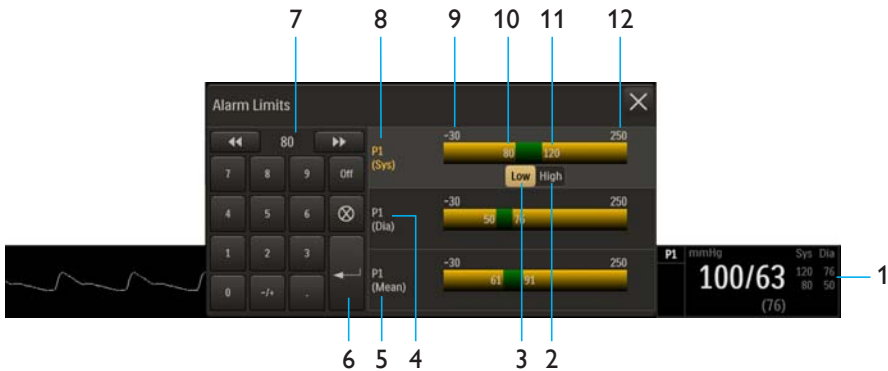 7 8 9 10 11 12
Alarm Limits
80
7 8 9 Off
4 5 6
1 2 3
0 -/+ .
P1
(Sys)
-30 250
80 120
Low High
P1
(Dia)
-30 250
50 76
P1
(Mean)
-30 250
61 91
P1 mmHg Sys Dia
100/63 120 76
80 50
(76)
1
6 5 4 3 2